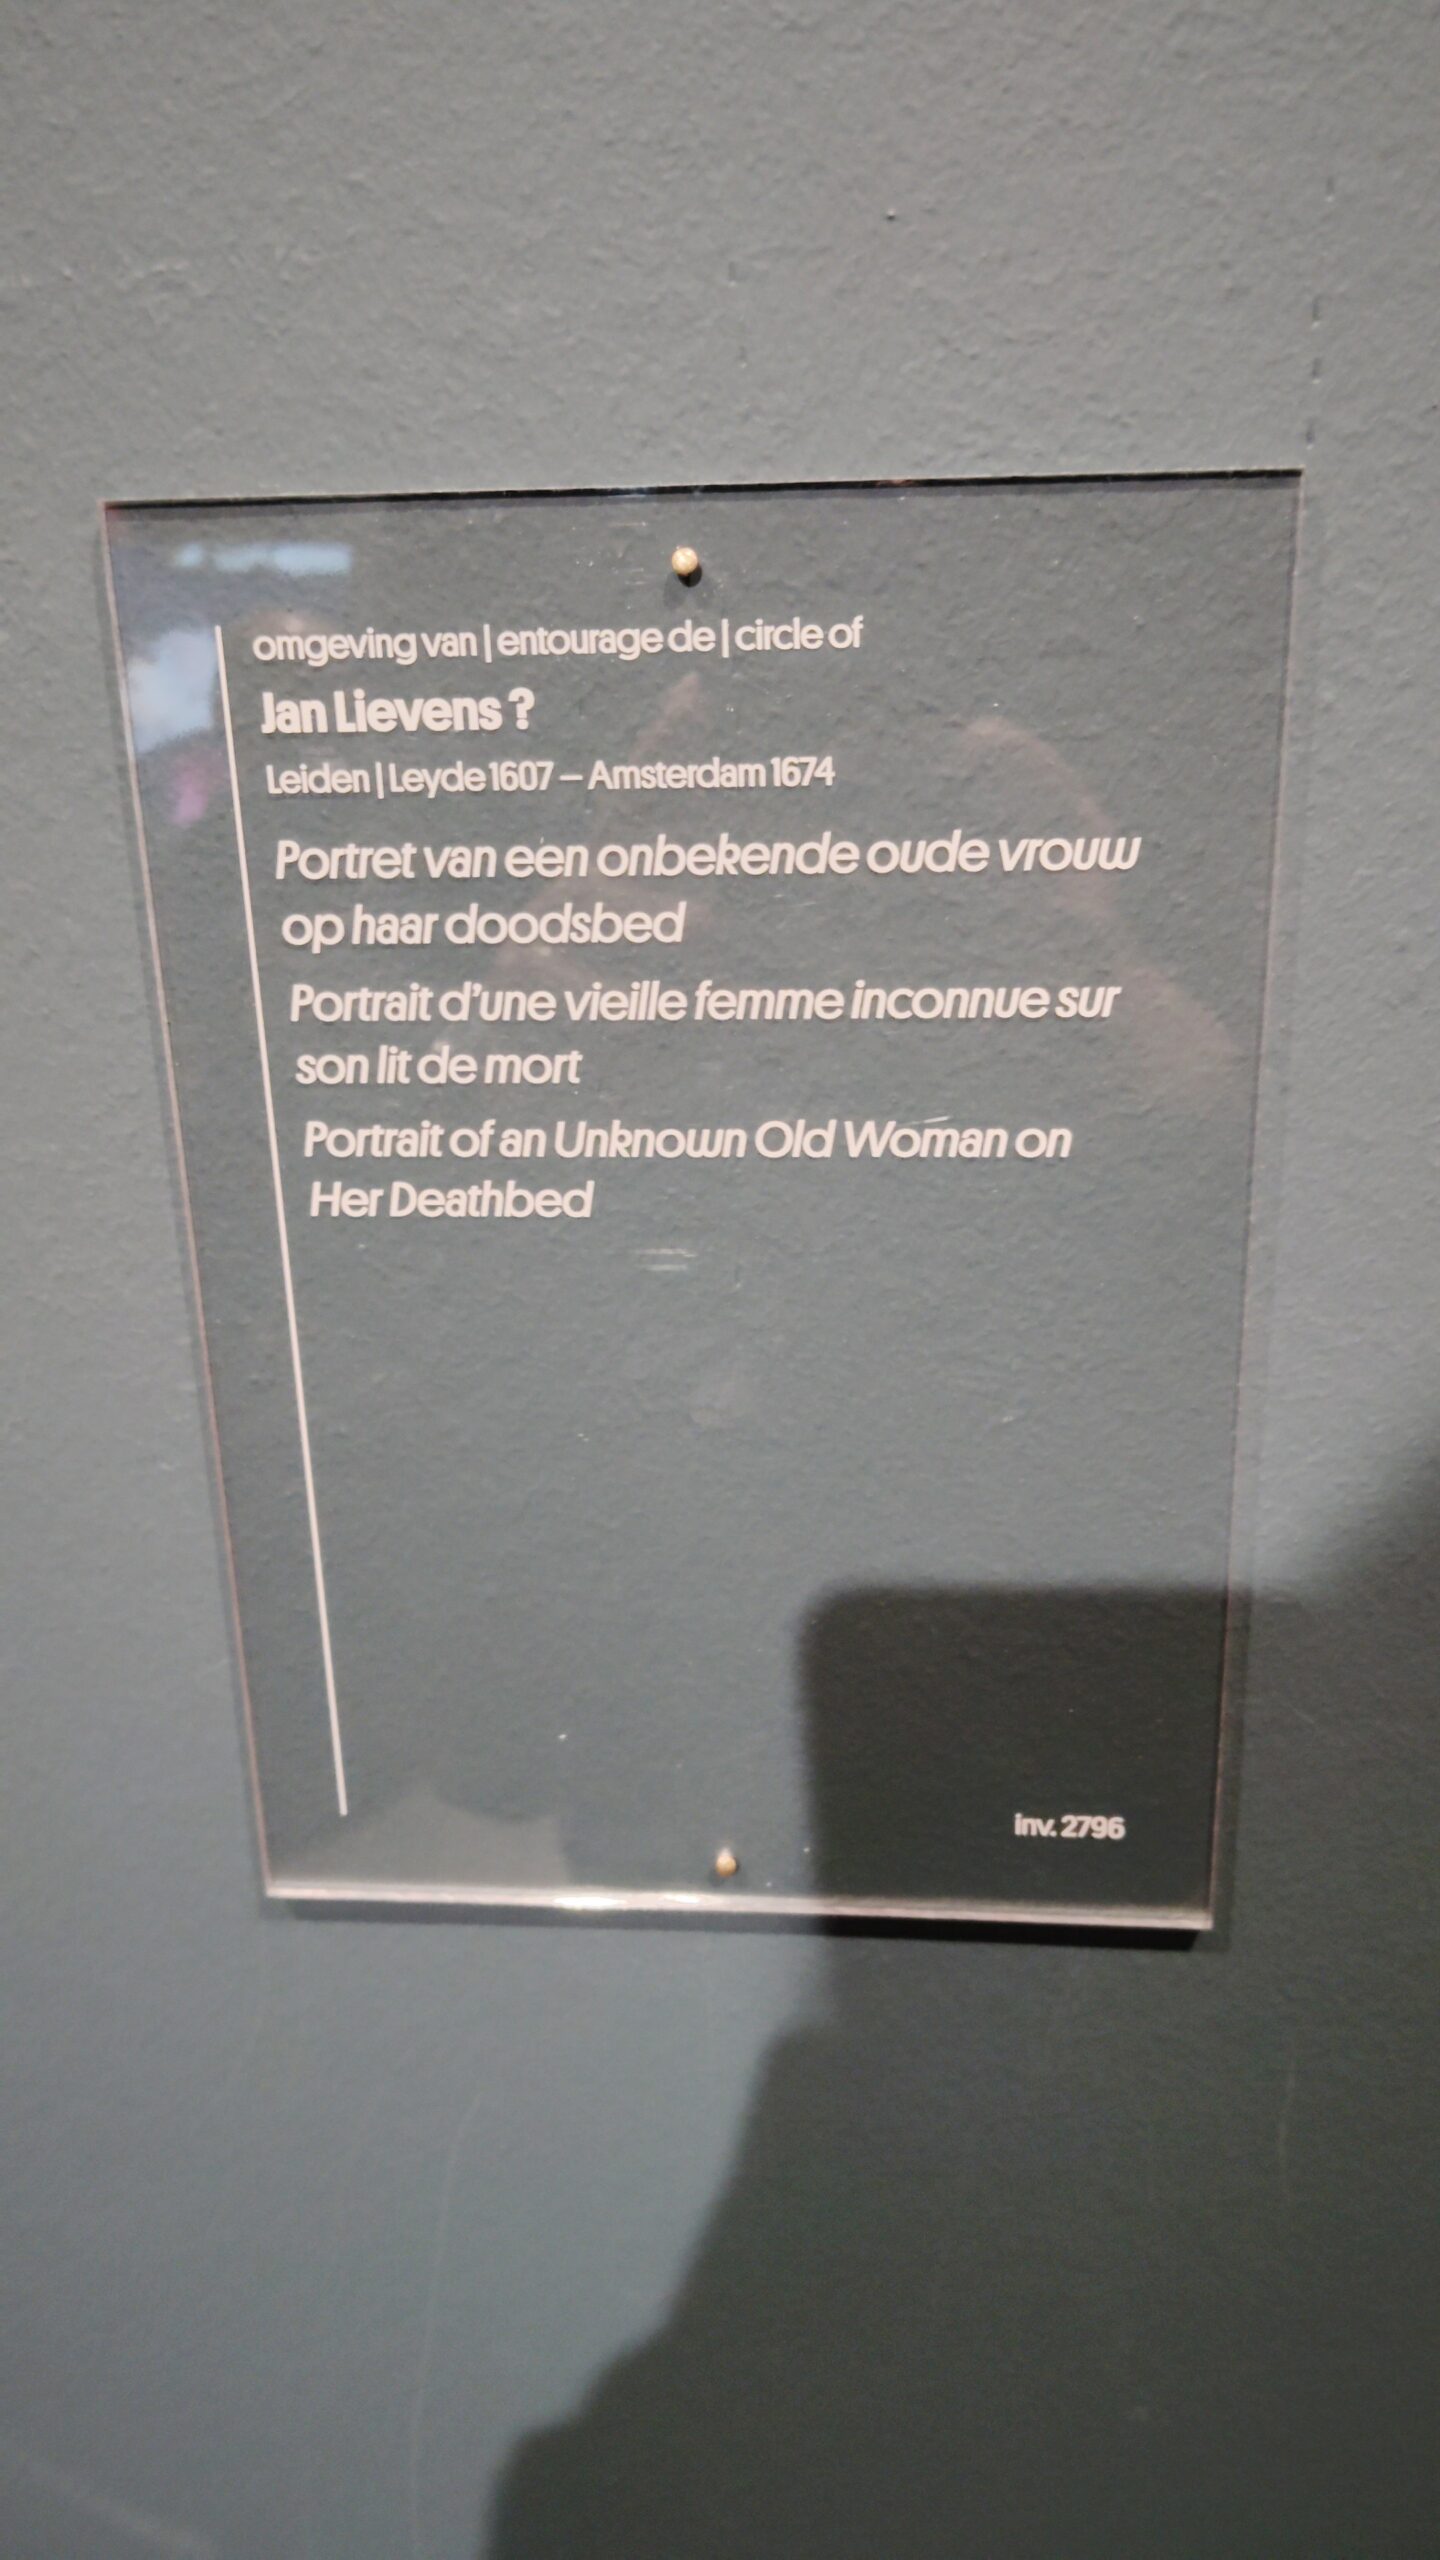 omgeving van | entourage de | circle of
Jan Lievens ?
Leiden | Leyde 1607 – Amsterdam 1674
Portret van een onbekende oude vrouw
op haar doodsbed
Portrait d'une vieille femme inconnue sur
son lit de mort
Portrait of an Unknown Old Woman on
Her Deathbed
inv. 2796